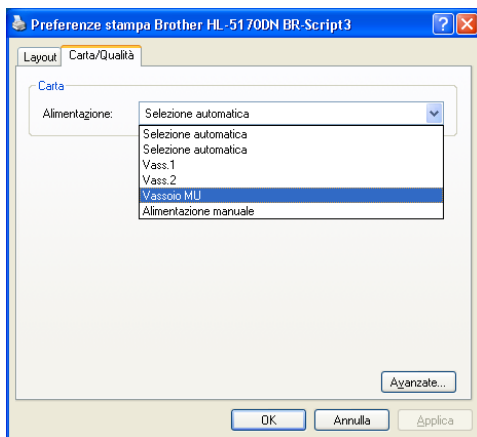 Preferenze stampa Brother HL-5170DN BR-Script3
Layout Carta/Qualità
Carta
Alimentazione: Selezione automatica
Selezione automatica
Selezione automatica
Vass.1
Vass.2
Vassoio MU
Alimentazione manuale
Avanzate...
OK Annulla Applica